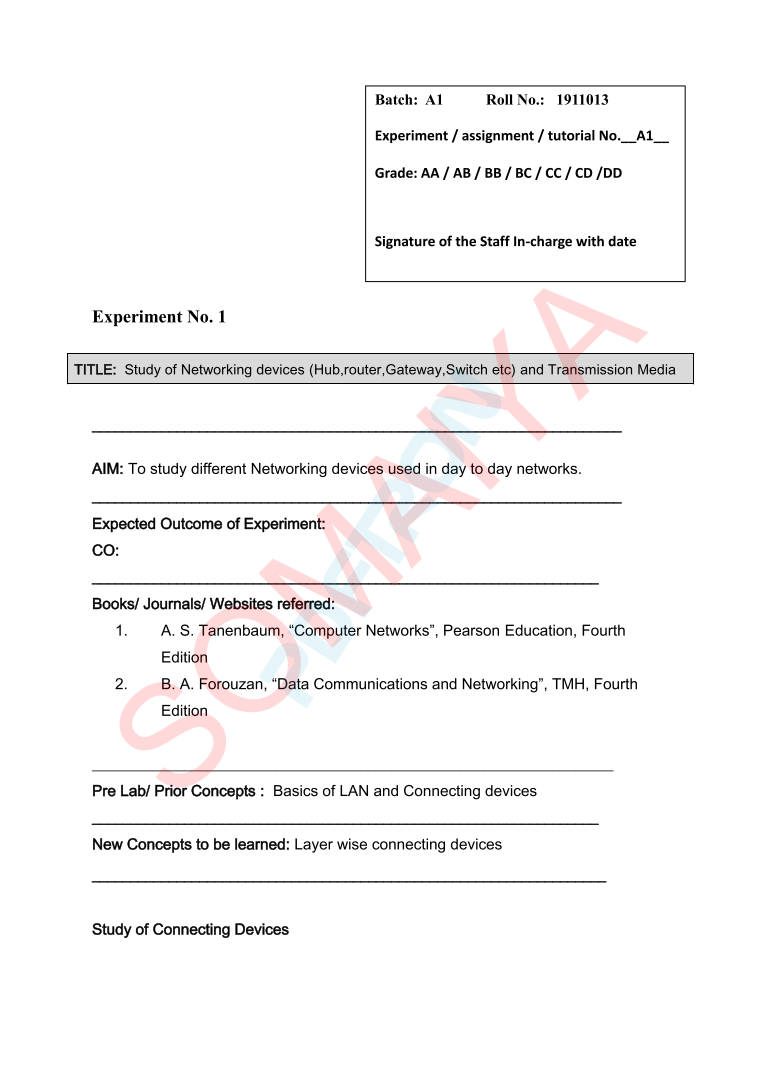 Batch: A1 Roll No.: 1911013
Experiment / assignment / tutorial No.__A1__
Grade: AA / AB / BB / BC / CC / CD /DD
Signature of the Staff In-charge with date
Experiment No. 1
TITLE: Study of Networking devices (Hub,router,Gateway,Switch etc) and Transmission Media
AIM: To study different Networking devices used in day to day networks.
Expected Outcome of Experiment:
CO:
Books/ Journals/ Websites referred:
1. A. S. Tanenbaum, “Computer Networks”, Pearson Education, Fourth
Edition
2. B. A. Forouzan, “Data Communications and Networking”, TMH, Fourth
Edition
Pre Lab/ Prior Concepts : Basics of LAN and Connecting devices
New Concepts to be learned: Layer wise connecting devices
Study of Connecting Devices
SOMAIYA